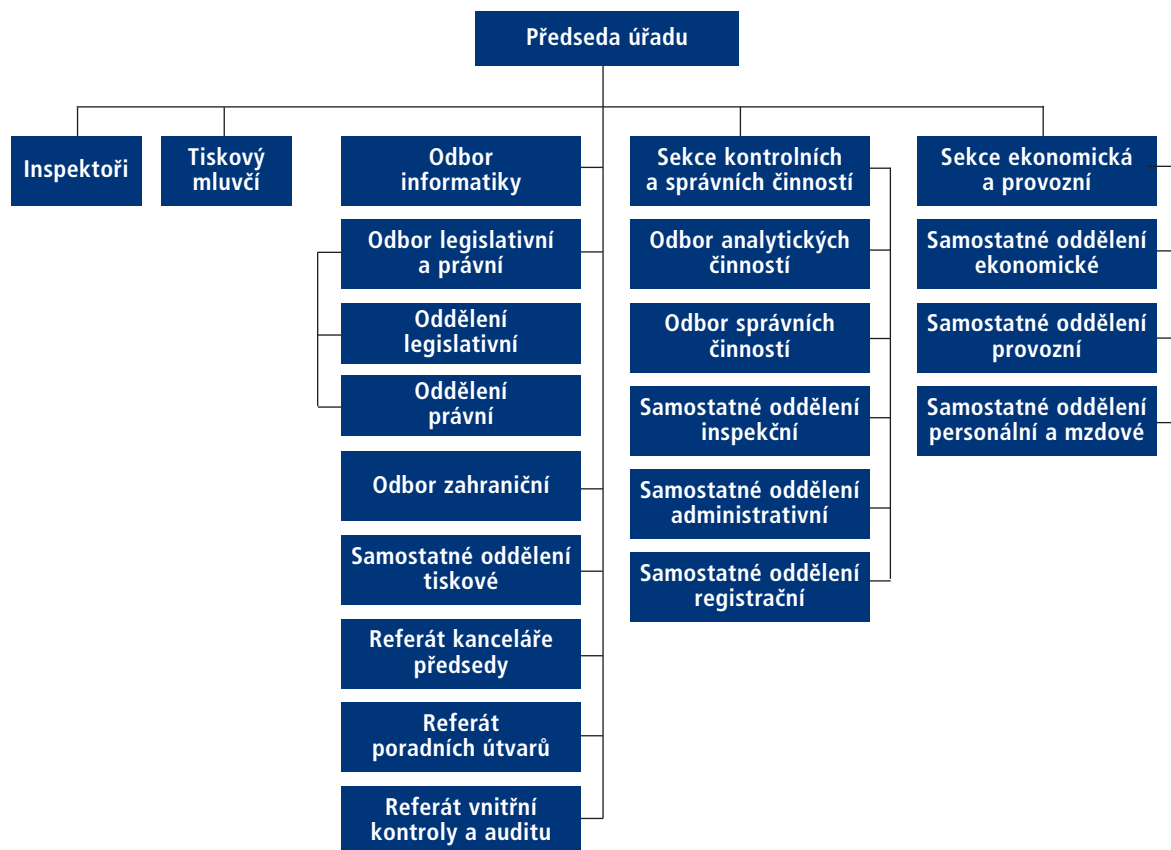 Předseda úřadu
Inspektoři
Tiskový
mluvčí
Odbor
informatiky
Odbor legislativní
a právní
Oddělení
legislativní
Oddělení
právní
Odbor zahraniční
Samostatné oddělení
tiskové
Referát kanceláře
předsedy
Referát
poradních útvarů
Referát vnitřní
kontroly a auditu
Sekce kontrolních
a správních činností
Odbor analytických
činností
Odbor správních
činností
Samostatné oddělení
inspekční
Samostatné oddělení
administrativní
Samostatné oddělení
registrační
Sekce ekonomická
a provozní
Samostatné oddělení
ekonomické
Samostatné oddělení
provozní
Samostatné oddělení
personální a mzdové